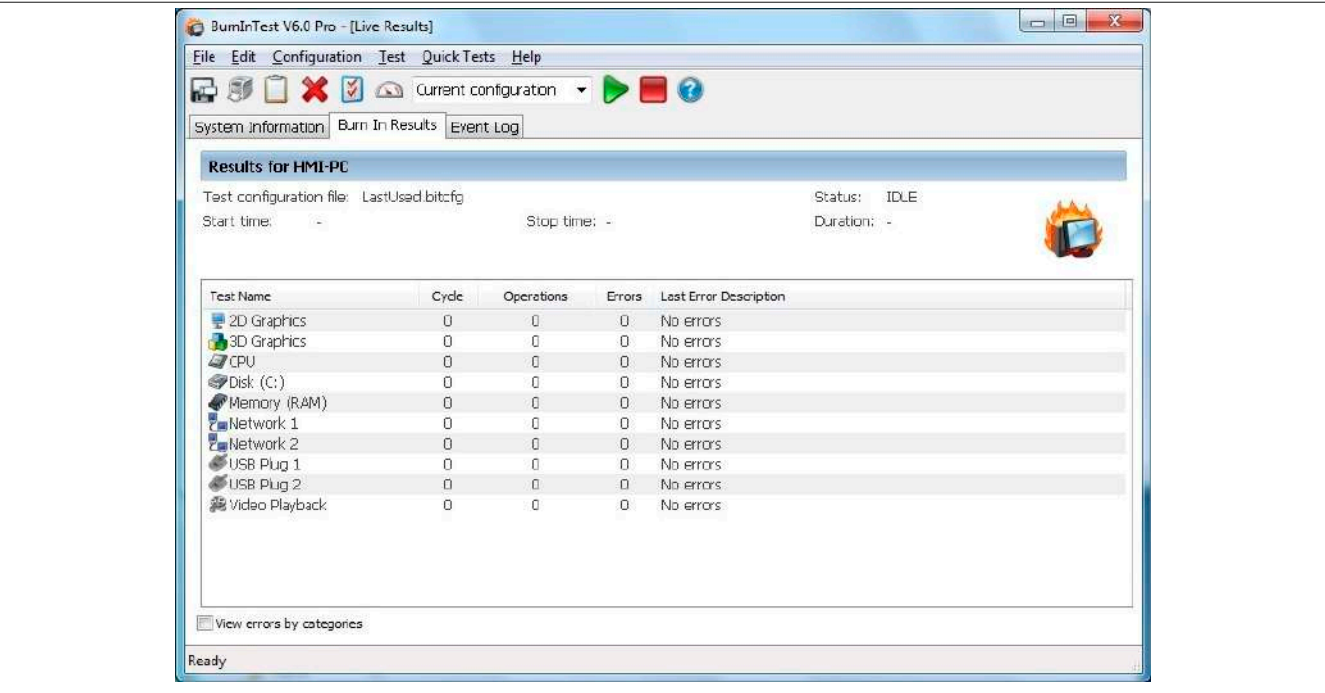 BurnInTest V6.0 Pro - [Live Results]
File Edit Configuration Test Quick Tests Help
Current configuration
System Information Burn In Results Event Log
Results for HMI-PC
Test configuration file: LastUsed.bitcfg Status: IDLE
Start time: - Stop time: - Duration: -
Test Name Cycle Operations Errors Last Error Description
2D Graphics 0 0 0 No errors
3D Graphics 0 0 0 No errors
CPU 0 0 0 No errors
Disk (C:) 0 0 0 No errors
Memory (RAM) 0 0 0 No errors
Network 1 0 0 0 No errors
Network 2 0 0 0 No errors
USB Plug 1 0 0 0 No errors
USB Plug 2 0 0 0 No errors
Video Playback 0 0 0 No errors
View errors by categories
Ready